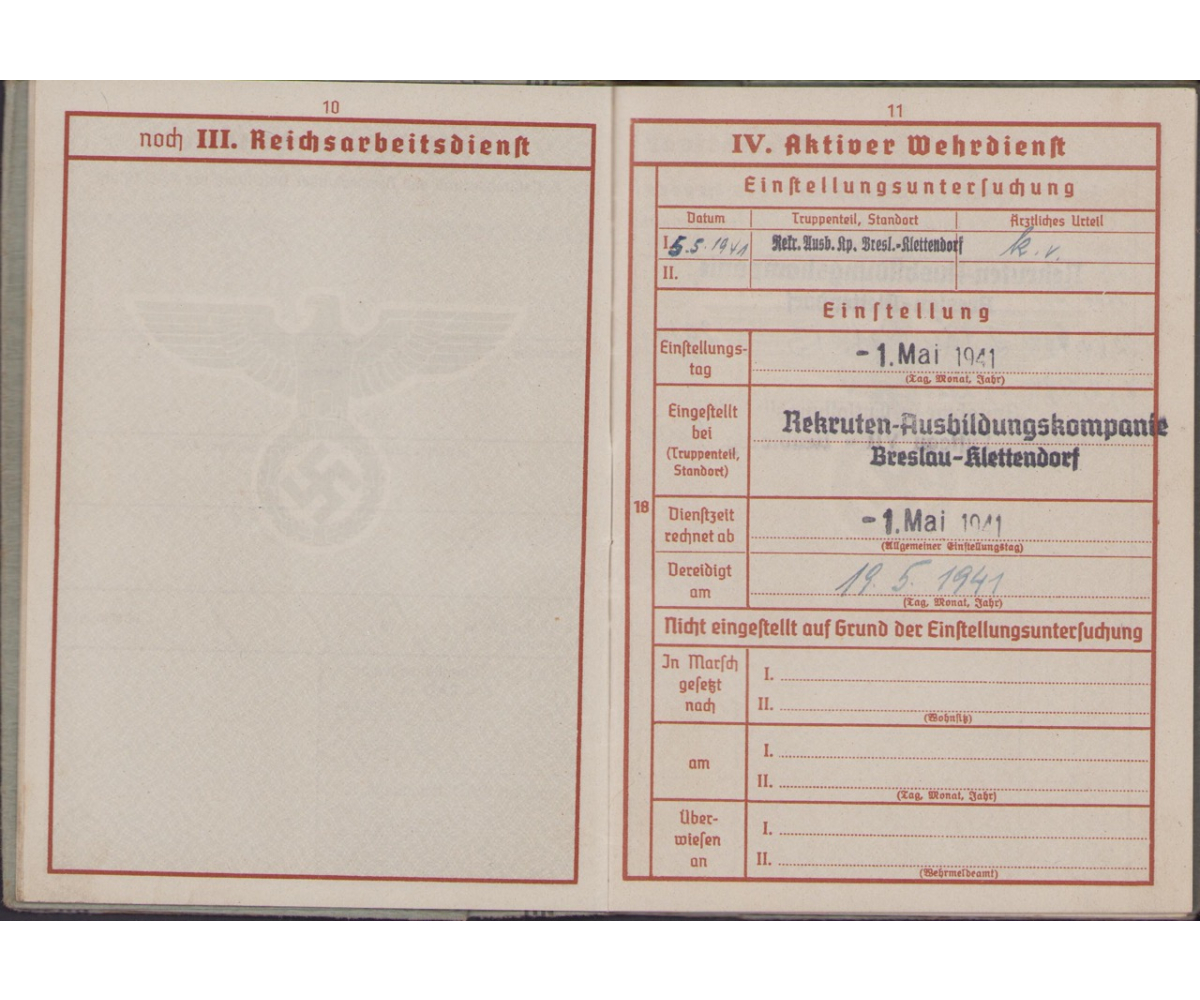 10
noch III. Reichsarbeitsdienst
11
IV. Aktiver Wehrdienst
Einstellungsuntersuchung
Datum Truppenteil, Standort Ärztliches Urteil
I. 5.5.1941 Rekr. Ausb. Kp. Bresl.-Klettendorf k.v.
II.
Einstellung
Einstellungs-
tag
- 1. Mai 1941
(Tag, Monat, Jahr)
Eingestellt
bei
(Truppenteil,
Standort)
Rekruten-Ausbildungskompanie
Breslau-Klettendorf
18
Dienstzeit
rechnet ab
- 1. Mai 1941
(Allgemeiner Einstellungstag)
Vereidigt
am
19. 5. 1941
(Tag, Monat, Jahr)
Nicht eingestellt auf Grund der Einstellungsuntersuchung
In Marsch
gesetzt
nach
I.
II.
(Wohnsitz)
am
I.
II.
(Tag, Monat, Jahr)
Über-
wiesen
an
I.
II.
(Wehrmeldeamt)